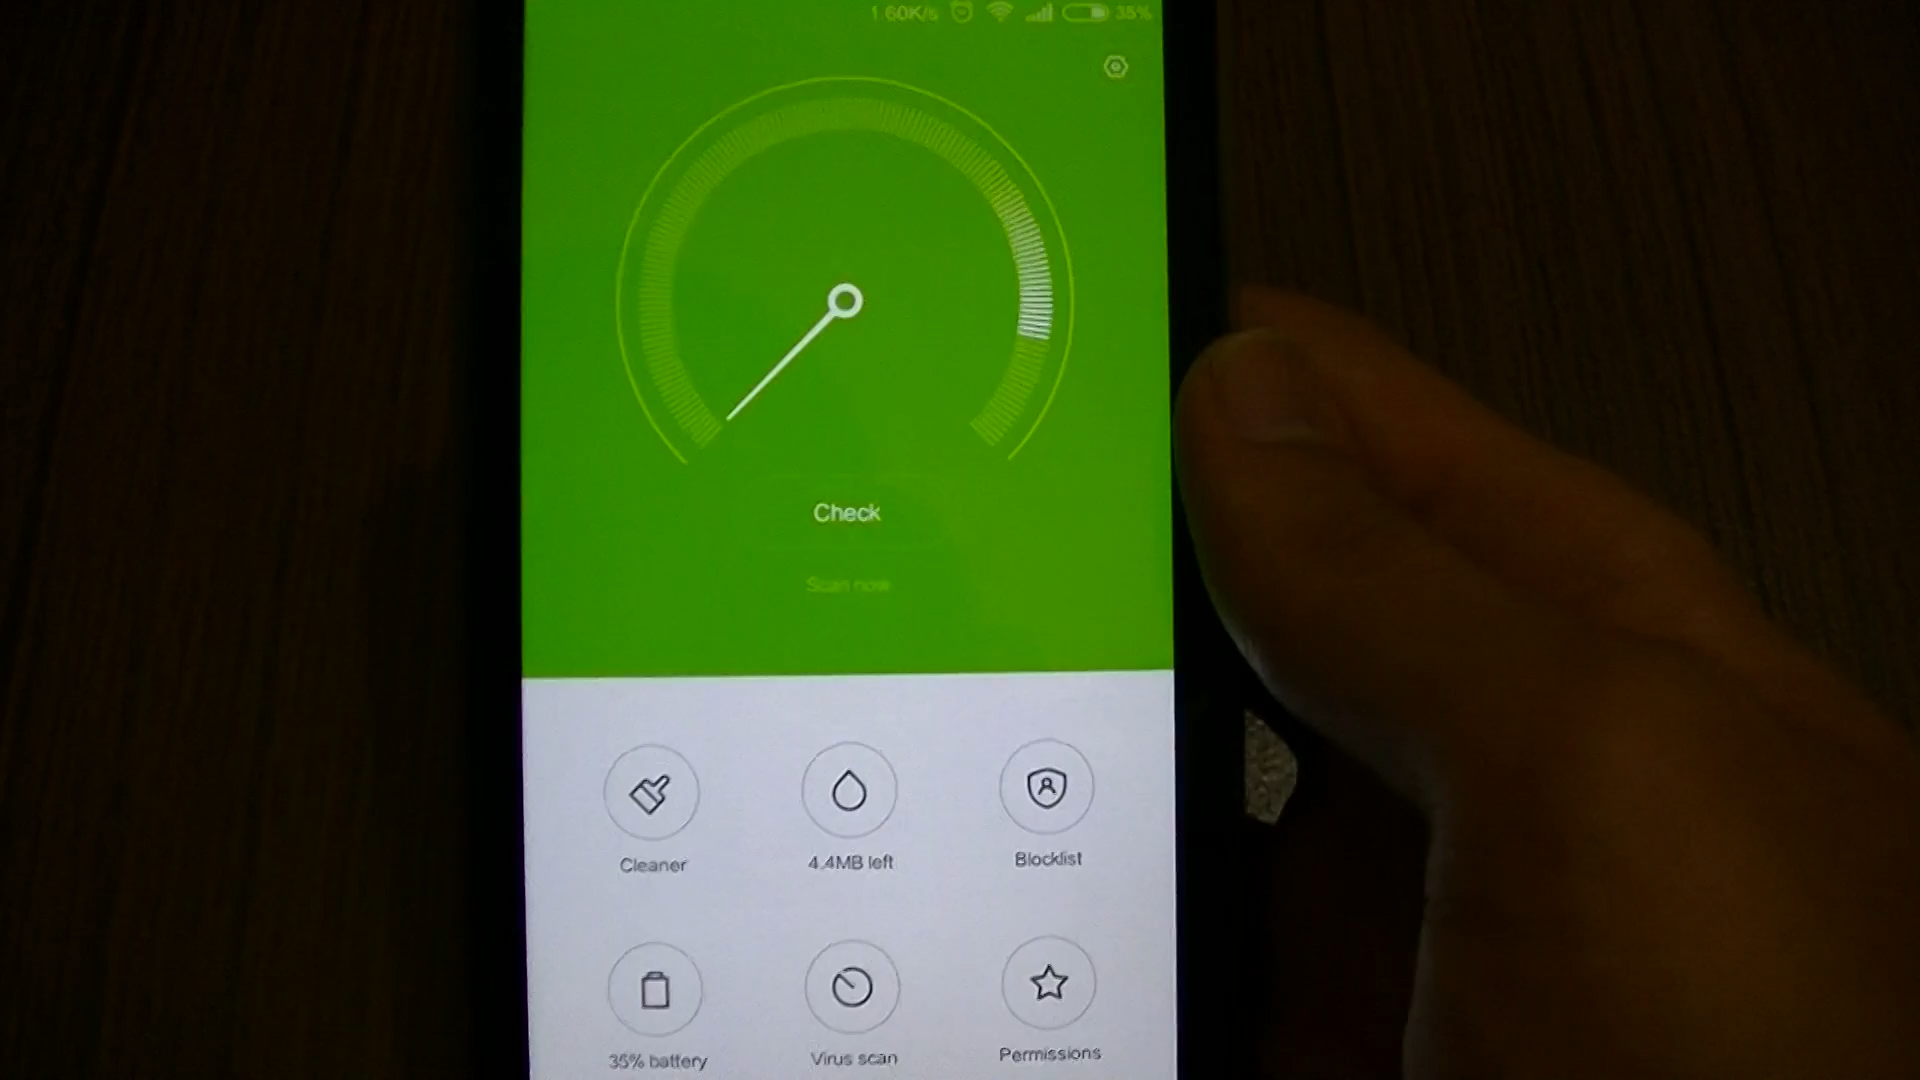 1.60K/s 35%
Check
Scan now
Cleaner
4.4MB left
Blocklist
35% battery
Virus scan
Permissions